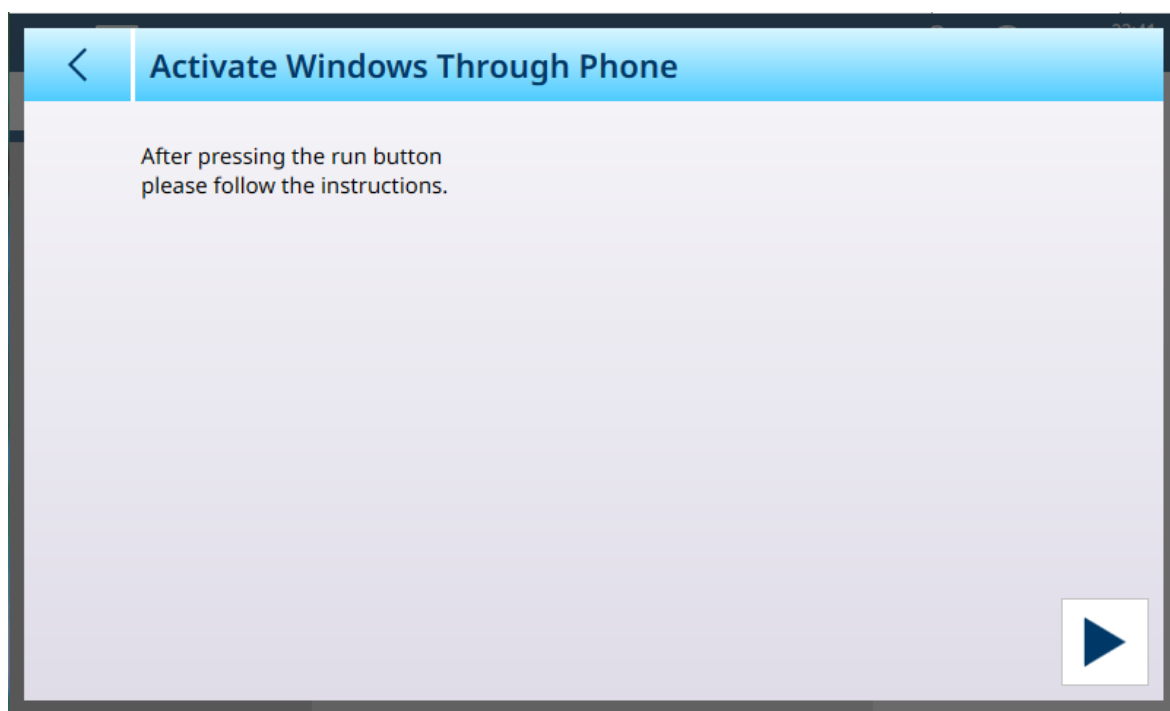 Activate Windows Through Phone
After pressing the run button
please follow the instructions.